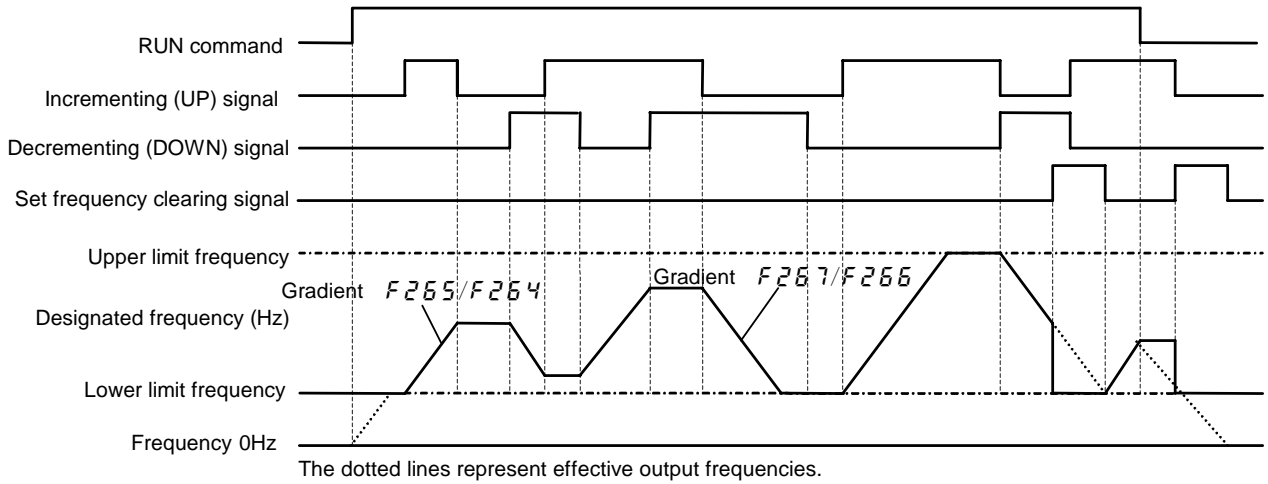 RUN command
Incrementing (UP) signal
Decrementing (DOWN) signal
Set frequency clearing signal
Upper limit frequency
Gradient F265/F264
Gradient F267/F266
Designated frequency (Hz)
Lower limit frequency
Frequency 0Hz
The dotted lines represent effective output frequencies.